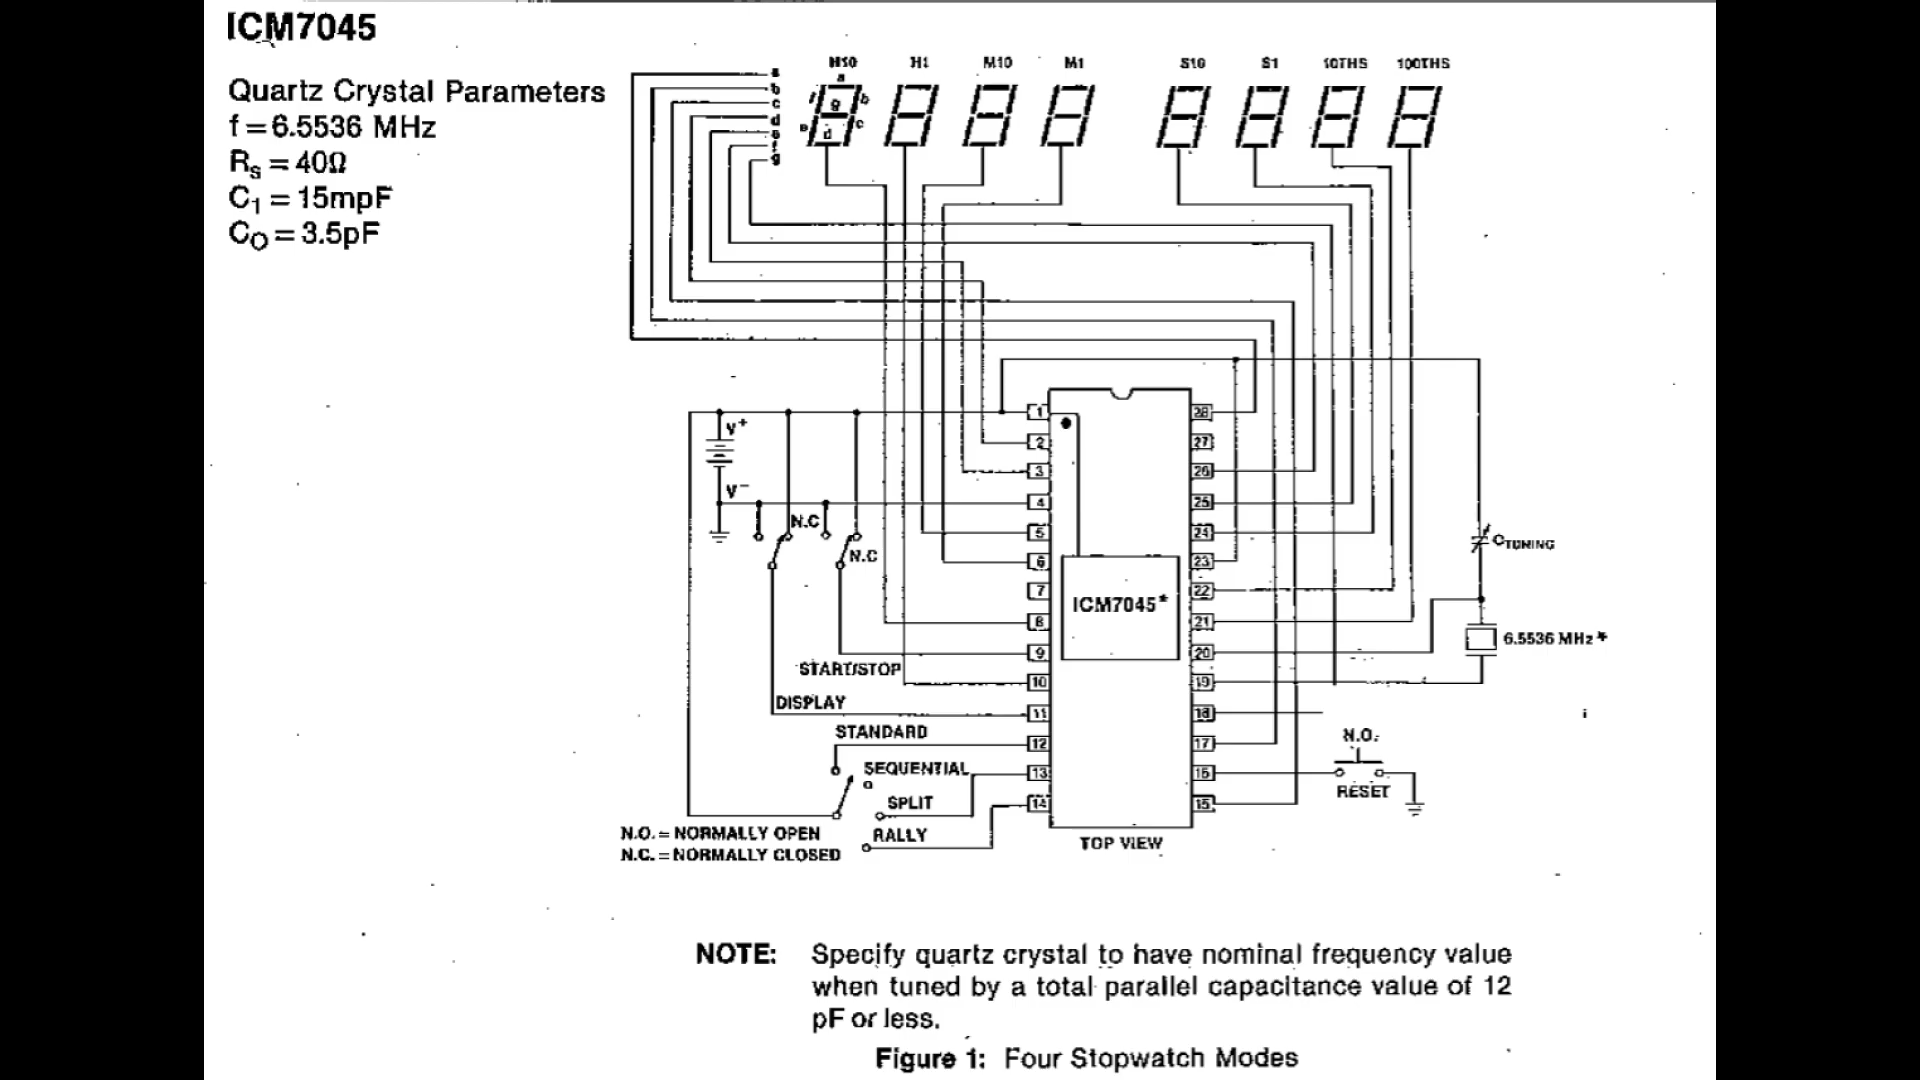 ICM7045
Quartz Crystal Parameters
f = 6.5536 MHz
Rs = 40Ω
C1 = 15mpF
CO = 3.5pF
H10 H1 M10 M1 S10 S1 10THS 100THS
a
b
c
d
e
f
g
a
f b
g
e d c
V+
V−
N.C
N.C
1 28
2 27
3 26
4 25
5 24
6 23
7 22
8 21
9 20
10 19
11 18
12 17
13 16
14 15
ICM7045*
CTUNING
6.5536 MHz*
START/STOP
DISPLAY
STANDARD
SEQUENTIAL
SPLIT
RALLY
N.O.
RESET
N.O. = NORMALLY OPEN
N.C. = NORMALLY CLOSED
TOP VIEW
NOTE: Specify quartz crystal to have nominal frequency value
when tuned by a total parallel capacitance value of 12
pF or less.
Figure 1: Four Stopwatch Modes